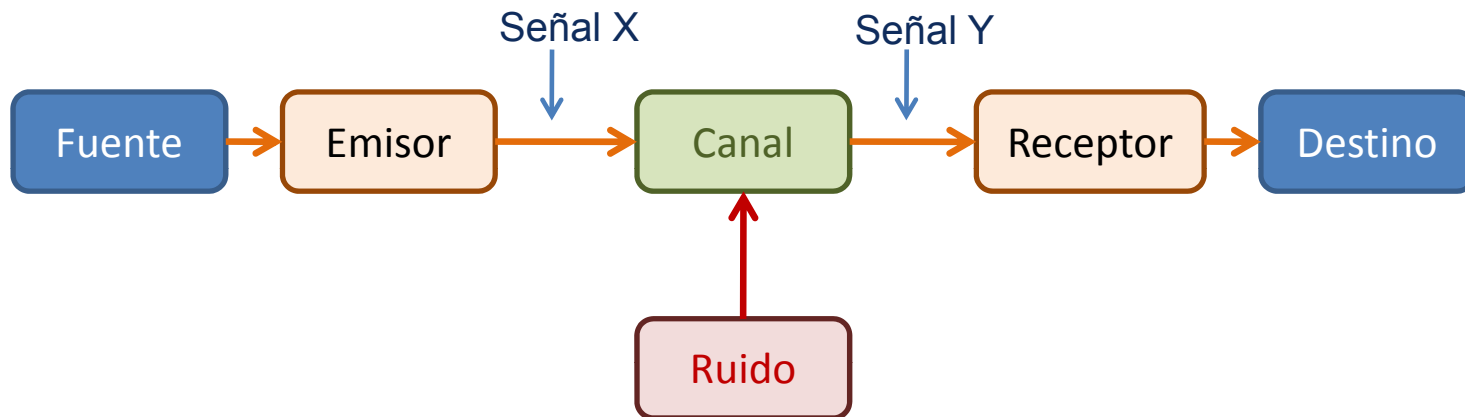 Señal X
Señal Y
Fuente
Emisor
Canal
Receptor
Destino
Ruido